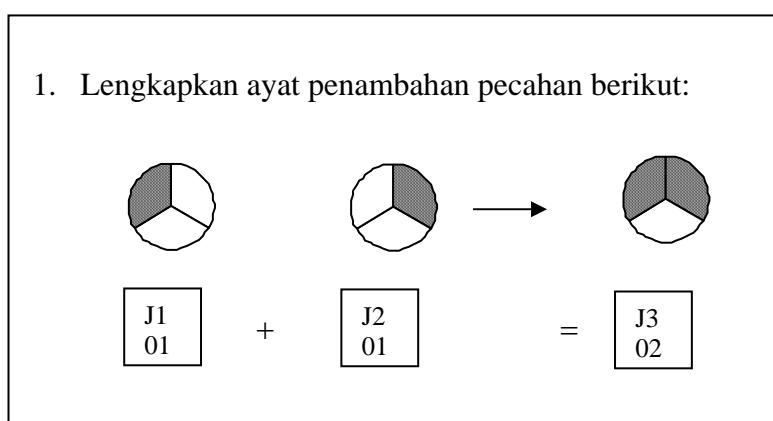 1. Lengkapkan ayat penambahan pecahan berikut:
J1
01
+
J2
01
=
J3
02